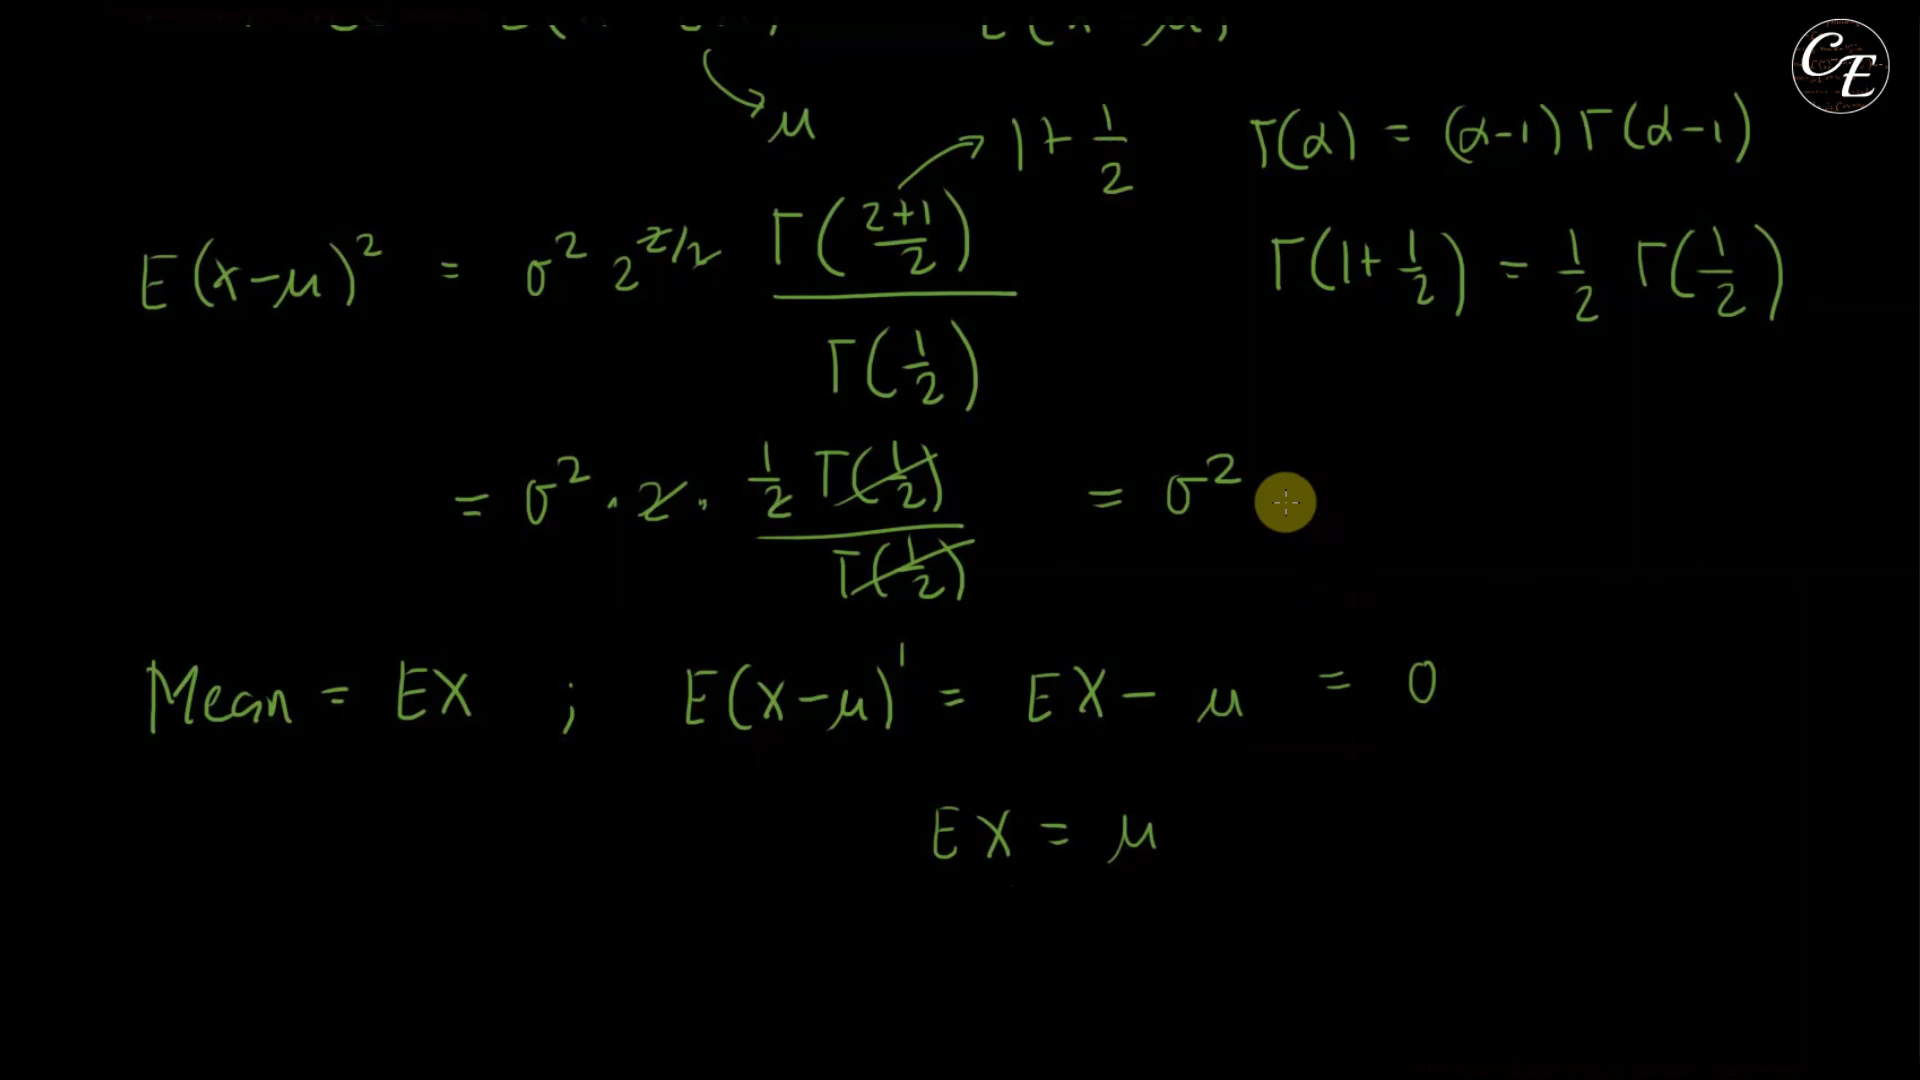 μ
1 + 1/2
Γ(α) = (α-1) Γ(α-1)
E(x-μ)² = σ² 2^{2/2} Γ((2+1)/2) / Γ(1/2)
Γ(1+1/2) = 1/2 Γ(1/2)
= σ² · 2 · 1/2 Γ(1/2) / Γ(1/2) = σ²
Mean = EX ; E(X-μ)¹ = EX - μ = 0
EX = μ
CE